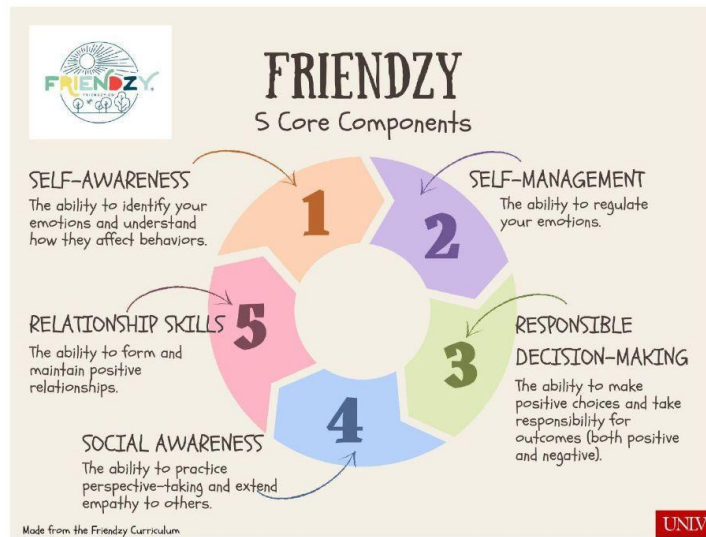 FRIENDZY
FRIENDZY
5 Core Components
SELF-AWARENESS
The ability to identify your
emotions and understand
how they affect behaviors.
1
SELF-MANAGEMENT
The ability to regulate
your emotions.
2
RESPONSIBLE
DECISION-MAKING
The ability to make
positive choices and take
responsibility for
outcomes (both positive
and negative).
3
SOCIAL AWARENESS
The ability to practice
perspective-taking and extend
empathy to others.
4
RELATIONSHIP SKILLS
The ability to form and
maintain positive
relationships.
5
Made from the Friendzy Curriculum